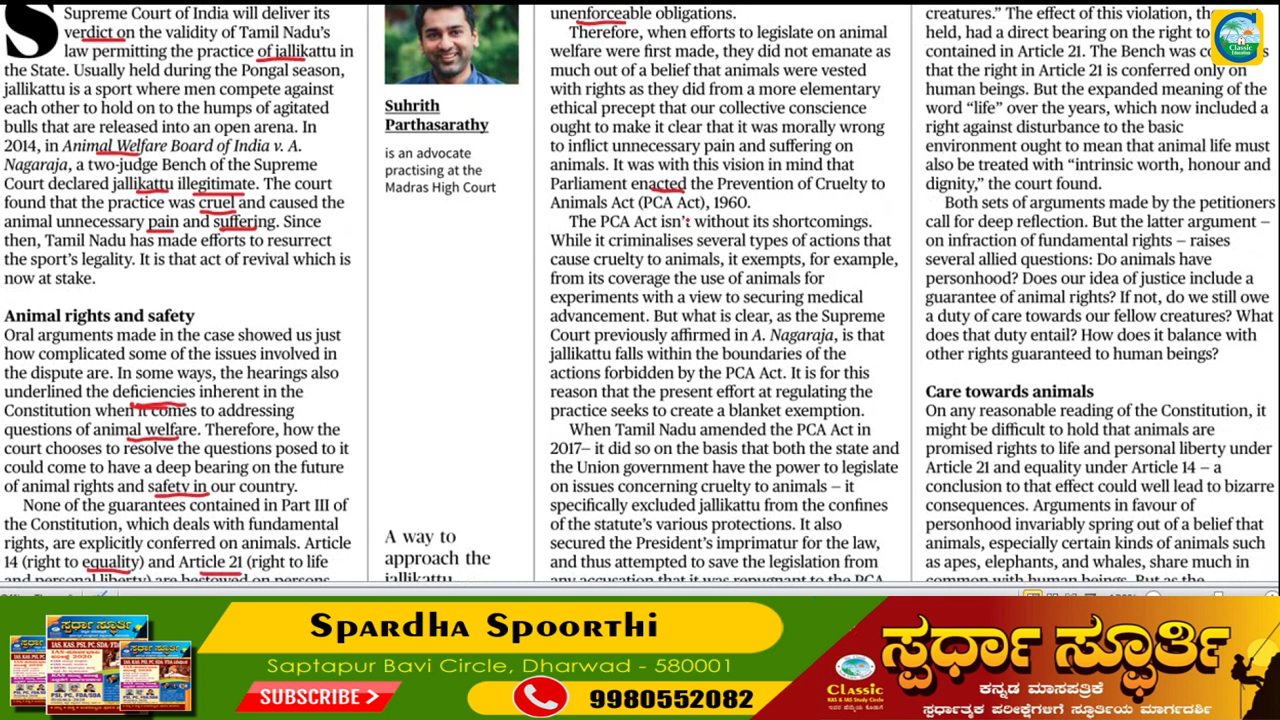 S
Supreme Court of India will deliver its
verdict on the validity of Tamil Nadu’s
law permitting the practice of jallikattu in
the State. Usually held during the Pongal season,
jallikattu is a sport where men compete against
each other to hold on to the humps of agitated
bulls that are released into an open arena. In
2014, in Animal Welfare Board of India v. A.
Nagaraja, a two-judge Bench of the Supreme
Court declared jallikattu illegitimate. The court
found that the practice was cruel and caused the
animal unnecessary pain and suffering. Since
then, Tamil Nadu has made efforts to resurrect
the sport’s legality. It is that act of revival which is
now at stake.
Animal rights and safety
Oral arguments made in the case showed us just
how complicated some of the issues involved in
the dispute are. In some ways, the hearings also
underlined the deficiencies inherent in the
Constitution when it comes to addressing
questions of animal welfare. Therefore, how the
court chooses to resolve the questions posed to it
could come to have a deep bearing on the future
of animal rights and safety in our country.
None of the guarantees contained in Part III of
the Constitution, which deals with fundamental
rights, are explicitly conferred on animals. Article
14 (right to equality) and Article 21 (right to life
and personal liberty) are bestowed on persons
Suhrith
Parthasarathy
is an advocate
practising at the
Madras High Court
A way to
approach the
jallikattu
unenforceable obligations.
Therefore, when efforts to legislate on animal
welfare were first made, they did not emanate as
much out of a belief that animals were vested
with rights as they did from a more elementary
ethical precept that our collective conscience
ought to make it clear that it was morally wrong
to inflict unnecessary pain and suffering on
animals. It was with this vision in mind that
Parliament enacted the Prevention of Cruelty to
Animals Act (PCA Act), 1960.
The PCA Act isn’t without its shortcomings.
While it criminalises several types of actions that
cause cruelty to animals, it exempts, for example,
from its coverage the use of animals for
experiments with a view to securing medical
advancement. But what is clear, as the Supreme
Court previously affirmed in A. Nagaraja, is that
jallikattu falls within the boundaries of the
actions forbidden by the PCA Act. It is for this
reason that the present effort at regulating the
practice seeks to create a blanket exemption.
When Tamil Nadu amended the PCA Act in
2017— it did so on the basis that both the state and
the Union government have the power to legislate
on issues concerning cruelty to animals — it
specifically excluded jallikattu from the confines
of the statute’s various protections. It also
secured the President’s imprimatur for the law,
and thus attempted to save the legislation from
any accusation that it was repugnant to the PCA
creatures.” The effect of this violation, the
held, had a direct bearing on the right to
contained in Article 21. The Bench was
that the right in Article 21 is conferred only on
human beings. But the expanded meaning of the
word “life” over the years, which now included a
right against disturbance to the basic
environment ought to mean that animal life must
also be treated with “intrinsic worth, honour and
dignity,” the court found.
Both sets of arguments made by the petitioners
call for deep reflection. But the latter argument —
on infraction of fundamental rights — raises
several allied questions: Do animals have
personhood? Does our idea of justice include a
guarantee of animal rights? If not, do we still owe
a duty of care towards our fellow creatures? What
does that duty entail? How does it balance with
other rights guaranteed to human beings?
Care towards animals
On any reasonable reading of the Constitution, it
might be difficult to hold that animals are
promised rights to life and personal liberty under
Article 21 and equality under Article 14 — a
conclusion to that effect could well lead to bizarre
consequences. Arguments in favour of
personhood invariably spring out of a belief that
animals, especially certain kinds of animals such
as apes, elephants, and whales, share much in
common with human beings. But as the
Classic
Education
Spardha Spoorthi
Saptapur Bavi Circle Dharwad - 580001
SUBSCRIBE >
9980552082
ಸ್ಪರ್ಧಾ ಸ್ಫೂರ್ತಿ
ಕನ್ನಡ ಮಾಸಪತ್ರಿಕೆ
ಸ್ಪರ್ಧಾತ್ಮಕ ಪರೀಕ್ಷೆಗಳಿಗೆ ಸ್ಫೂರ್ತಿಯ ಮಾರ್ಗದರ್ಶಿ
Classic
KAS & IAS Study Circle